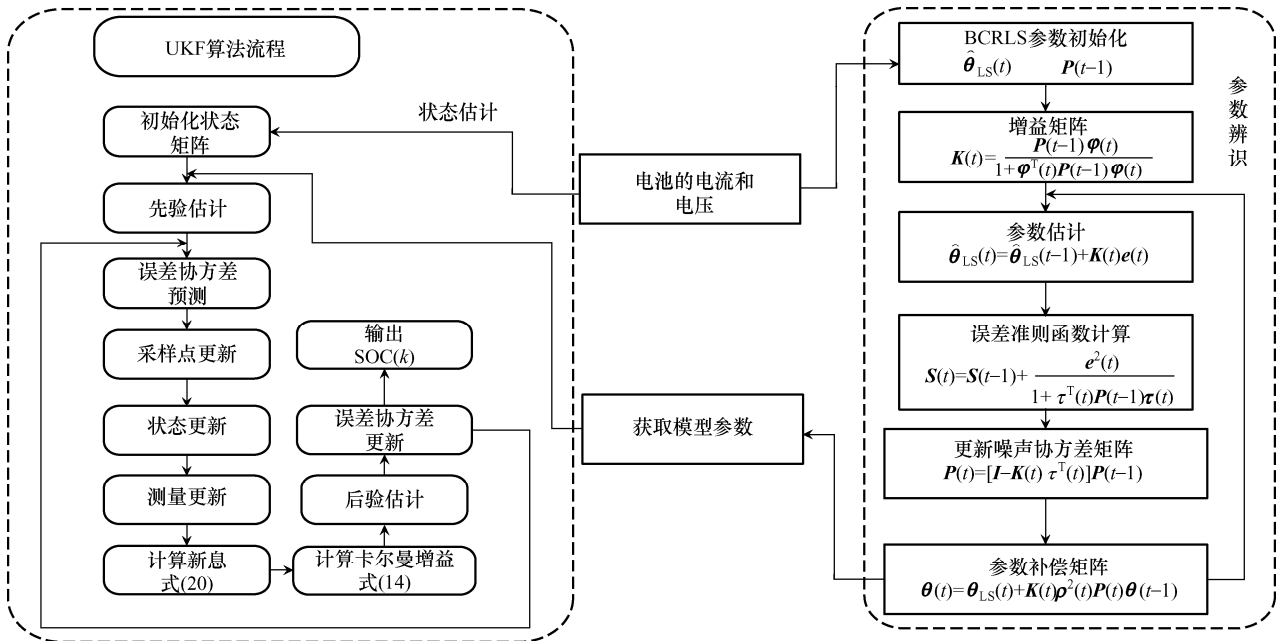 UKF算法流程
初始化状态
矩阵
先验估计
误差协方差
预测
采样点更新
状态更新
测量更新
计算新息
式(20)
计算卡尔曼增益
式(14)
后验估计
误差协方差
更新
输出
SOC(k)
状态估计
电池的电流和
电压
获取模型参数
BCRLS参数初始化
θ̂_LS(t) P(t−1)
增益矩阵
K(t)=P(t−1)φ(t)/(1+φ^T(t)P(t−1)φ(t))
参数估计
θ̂_LS(t)=θ̂_LS(t−1)+K(t)e(t)
误差准则函数计算
S(t)=S(t−1)+e²(t)/(1+τ^T(t)P(t−1)τ(t))
更新噪声协方差矩阵
P(t)=[I−K(t) τ^T(t)]P(t−1)
参数补偿矩阵
θ(t)=θ_LS(t)+K(t)ρ²(t)P(t)θ(t−1)
参数辨识